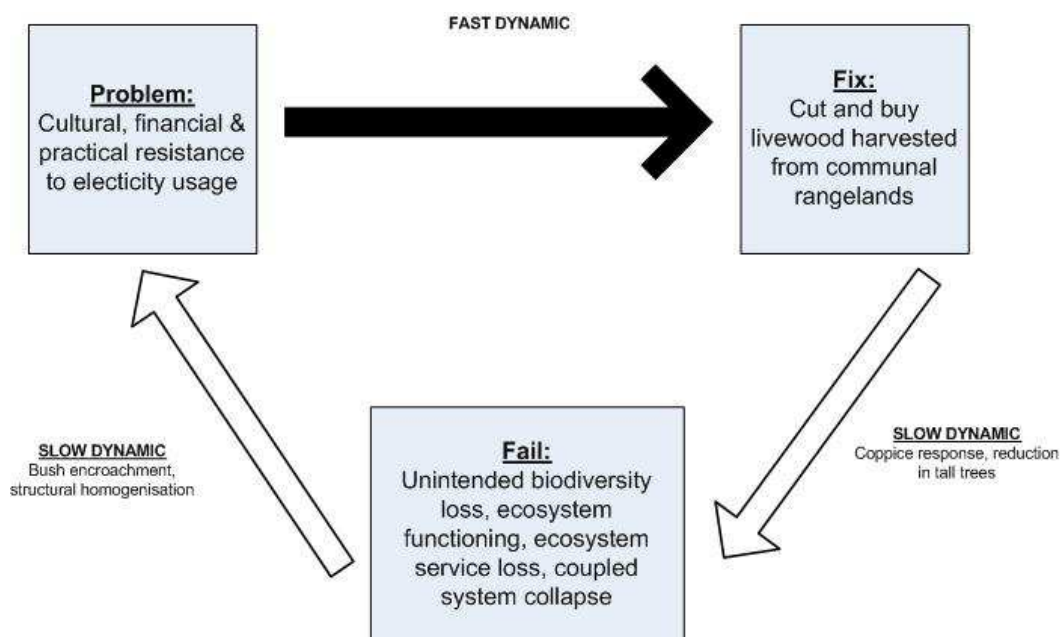 FAST DYNAMIC
Problem:
Cultural, financial &
practical resistance
to electicity usage
Fix:
Cut and buy
livewood harvested
from communal
rangelands
SLOW DYNAMIC
Bush encroachment,
structural homogenisation
Fail:
Unintended biodiversity
loss, ecosystem
functioning, ecosystem
service loss, coupled
system collapse
SLOW DYNAMIC
Coppice response, reduction
in tall trees